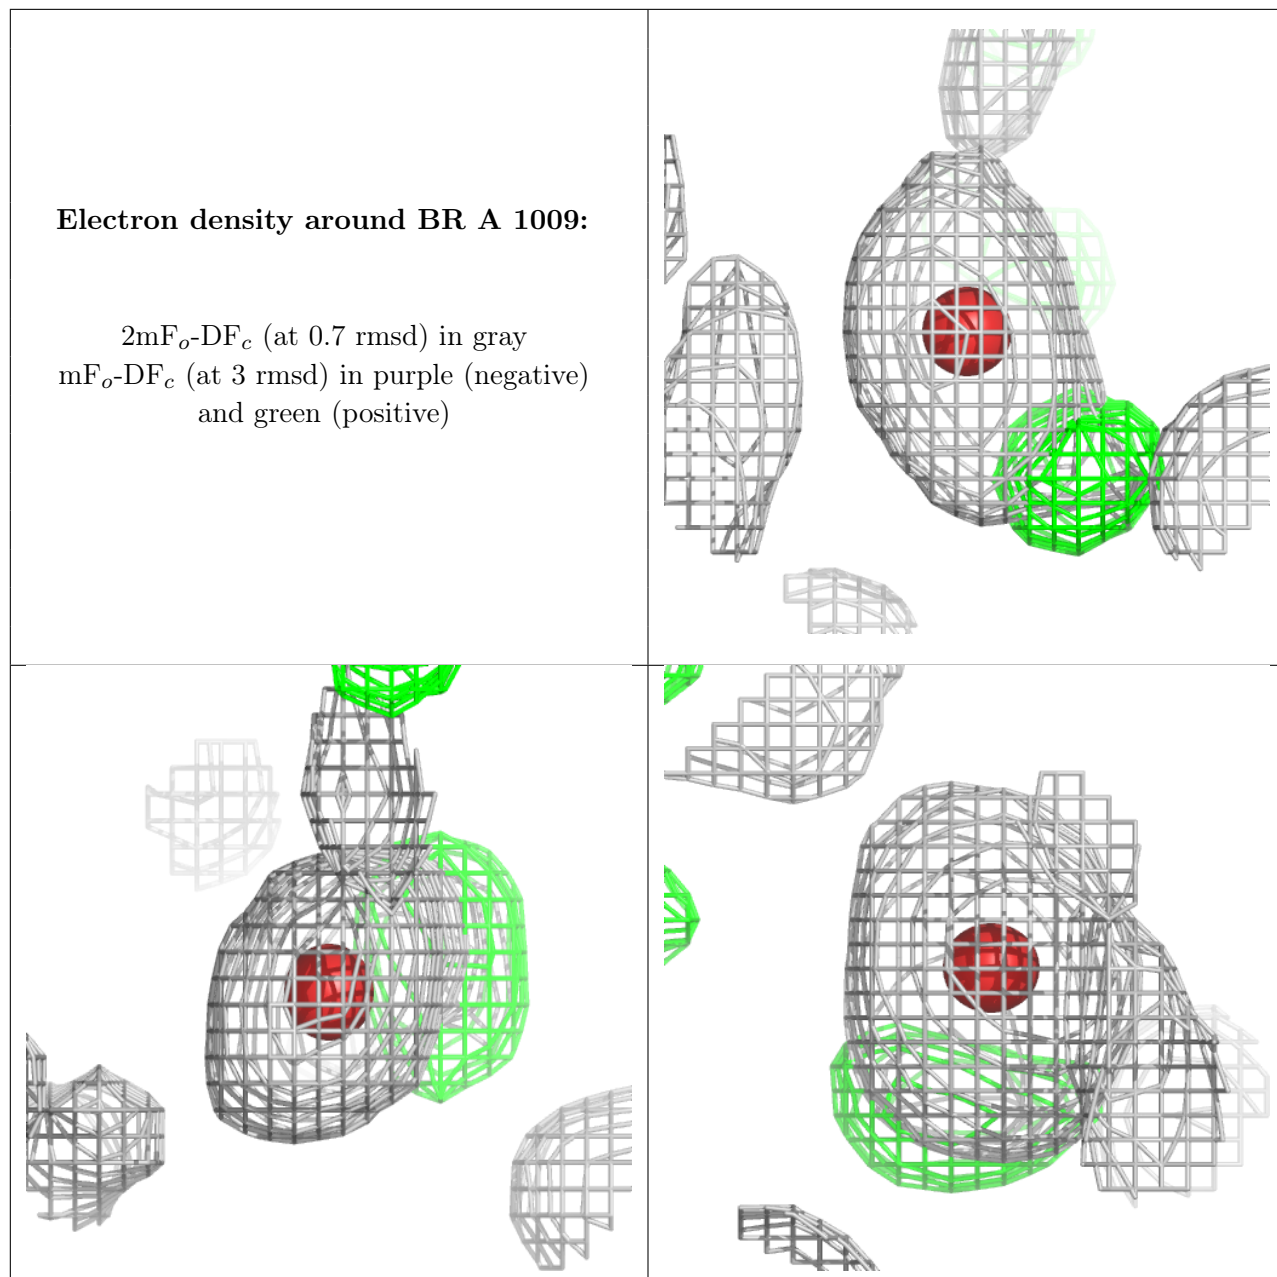 Electron density around BR A 1009:
2mFo-DFc (at 0.7 rmsd) in gray
mFo-DFc (at 3 rmsd) in purple (negative)
and green (positive)